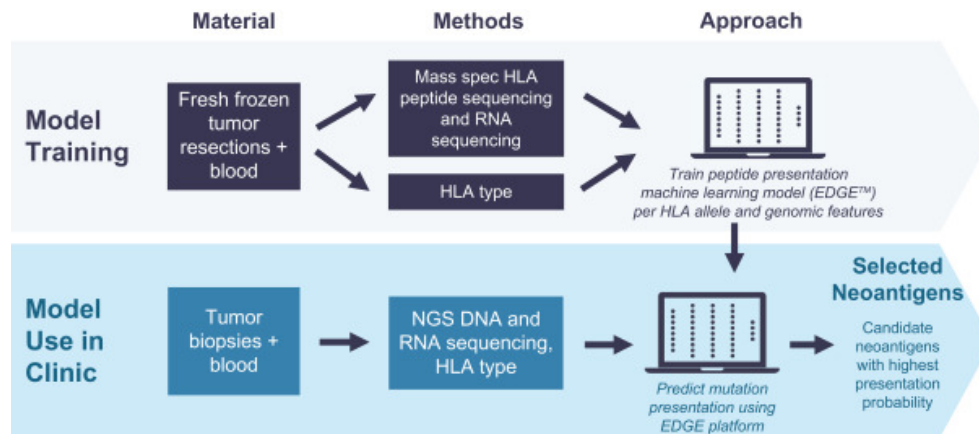 Material
Methods
Approach
Model
Training
Fresh frozen
tumor
resections +
blood
Mass spec HLA
peptide sequencing
and RNA
sequencing
HLA type
Train peptide presentation
machine learning model (EDGE™)
per HLA allele and genomic features
Model
Use in
Clinic
Tumor
biopsies +
blood
NGS DNA and
RNA sequencing,
HLA type
Predict mutation
presentation using
EDGE platform
Selected
Neoantigens
Candidate
neoantigens
with highest
presentation
probability